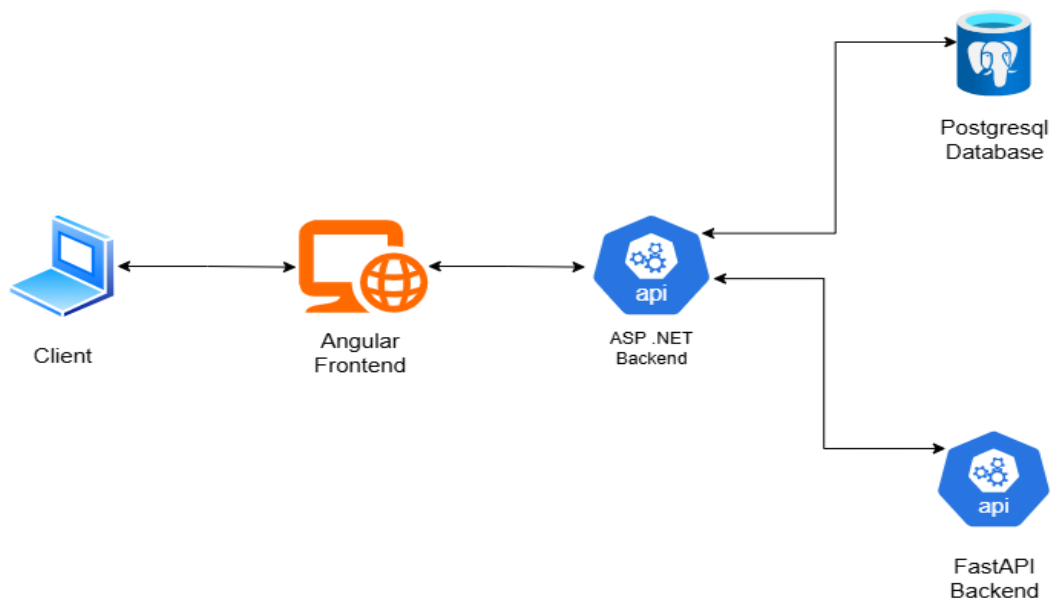 Postgresql
Database
api
Client
Angular
Frontend
ASP .NET
Backend
api
FastAPI
Backend